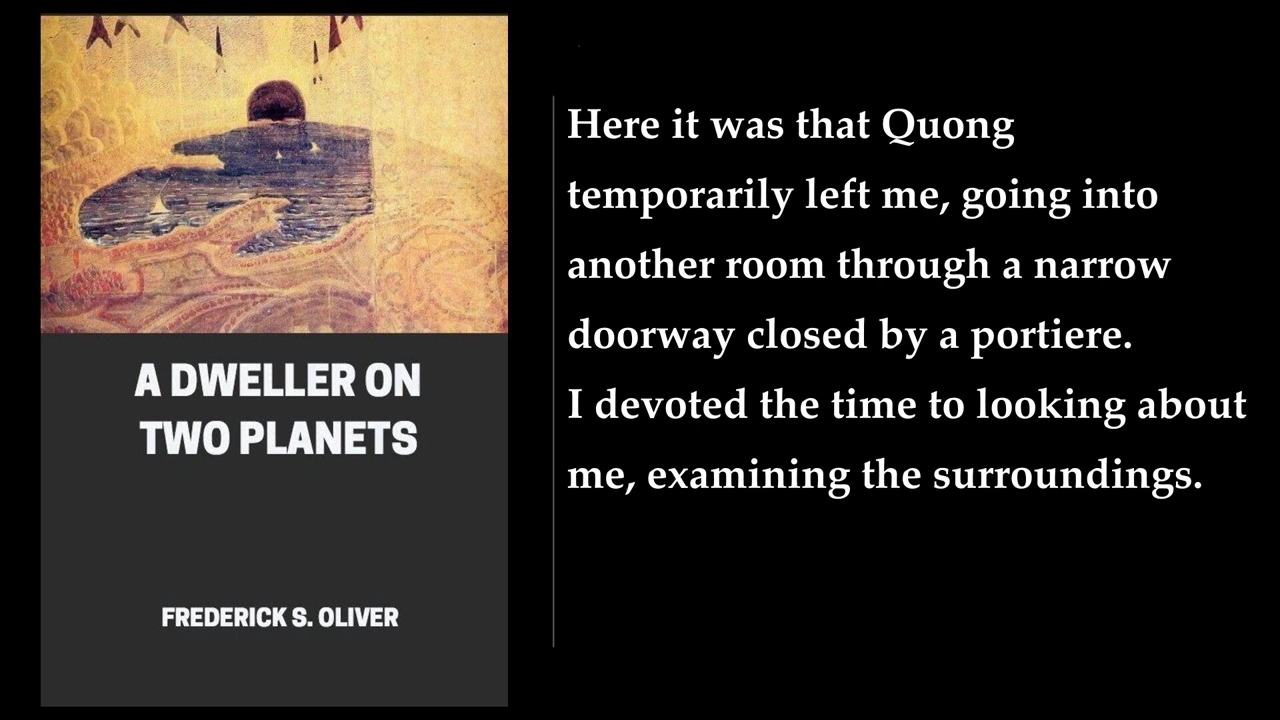 A DWELLER ON
TWO PLANETS
FREDERICK S. OLIVER
Here it was that Quong
temporarily left me, going into
another room through a narrow
doorway closed by a portiere.
I devoted the time to looking about
me, examining the surroundings.